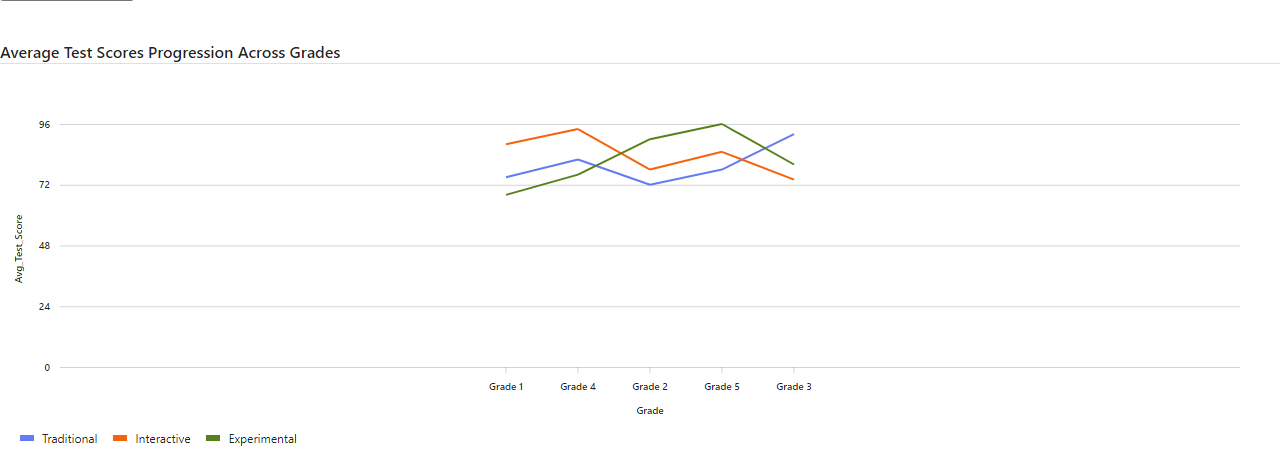 Average Test Scores Progression Across Grades
96
72
48
24
0
Avg_Test_Score
Grade 1 Grade 4 Grade 2 Grade 5 Grade 3
Grade
Traditional Interactive Experimental